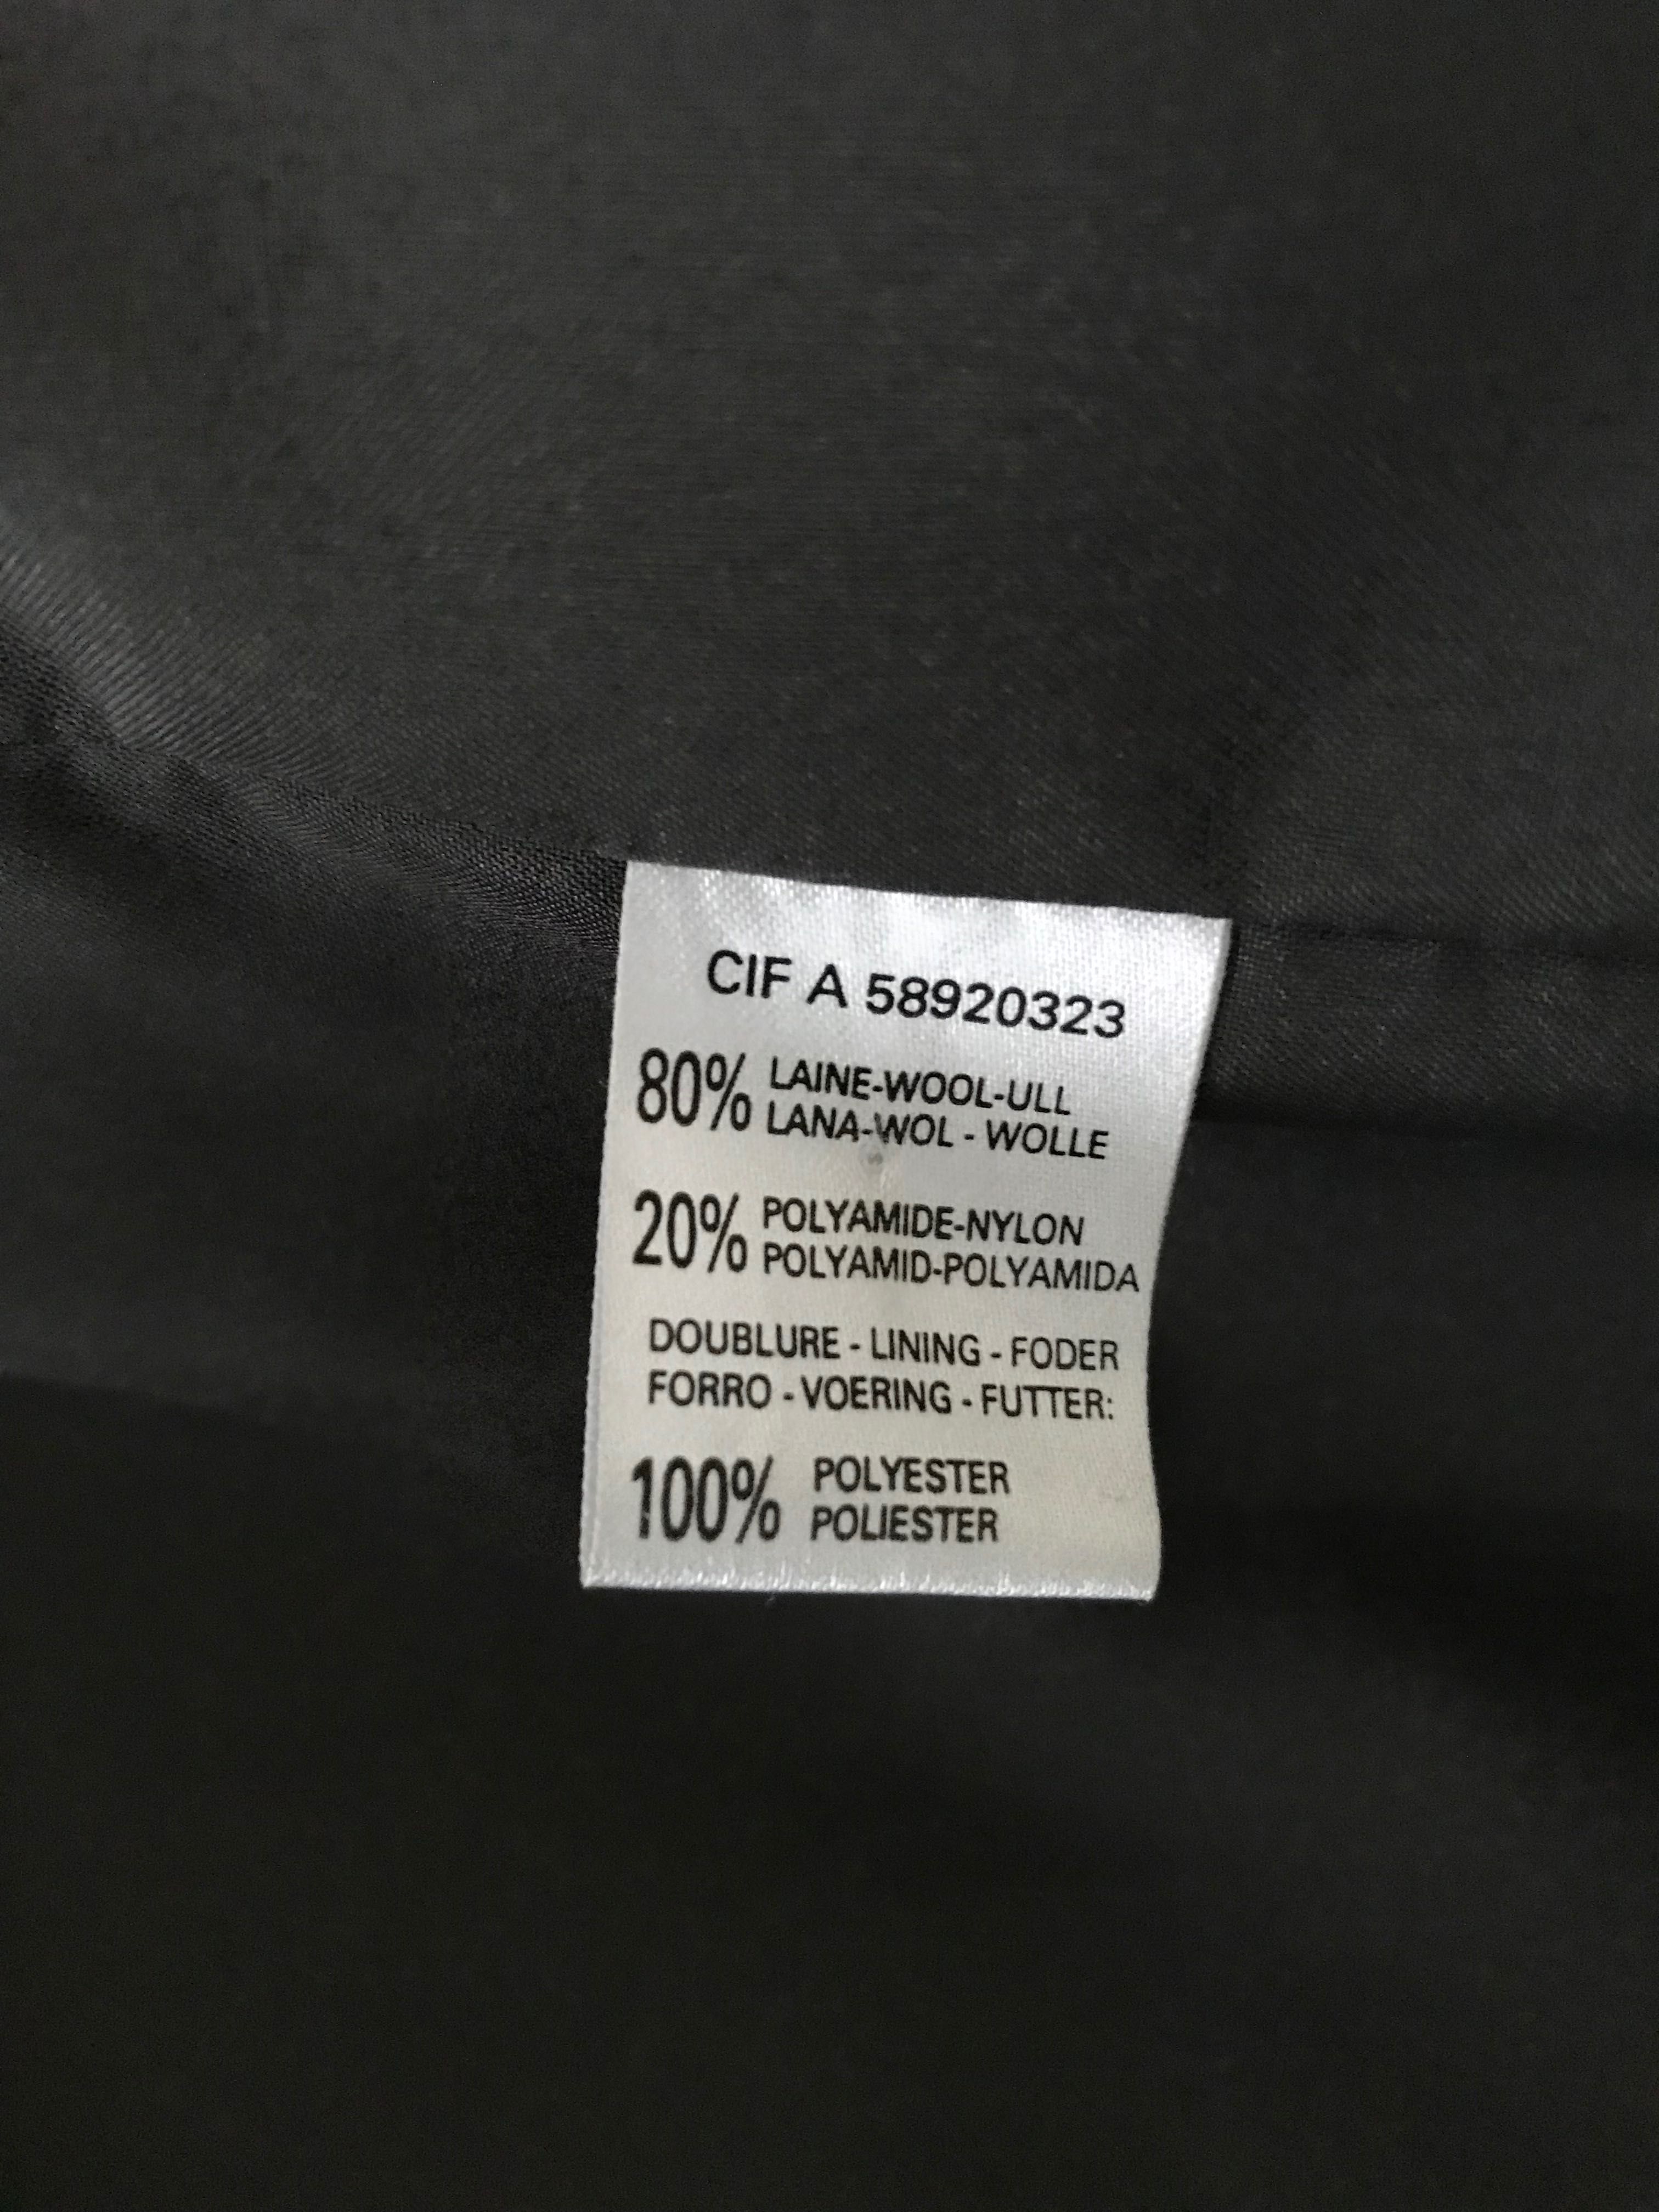 CIF A 58920323
80% LAINE-WOOL-ULL
LANA-WOL - WOLLE
20% POLYAMIDE-NYLON
POLYAMID-POLYAMIDA
DOUBLURE - LINING - FODER
FORRO - VOERING - FUTTER:
100% POLYESTER
POLIESTER